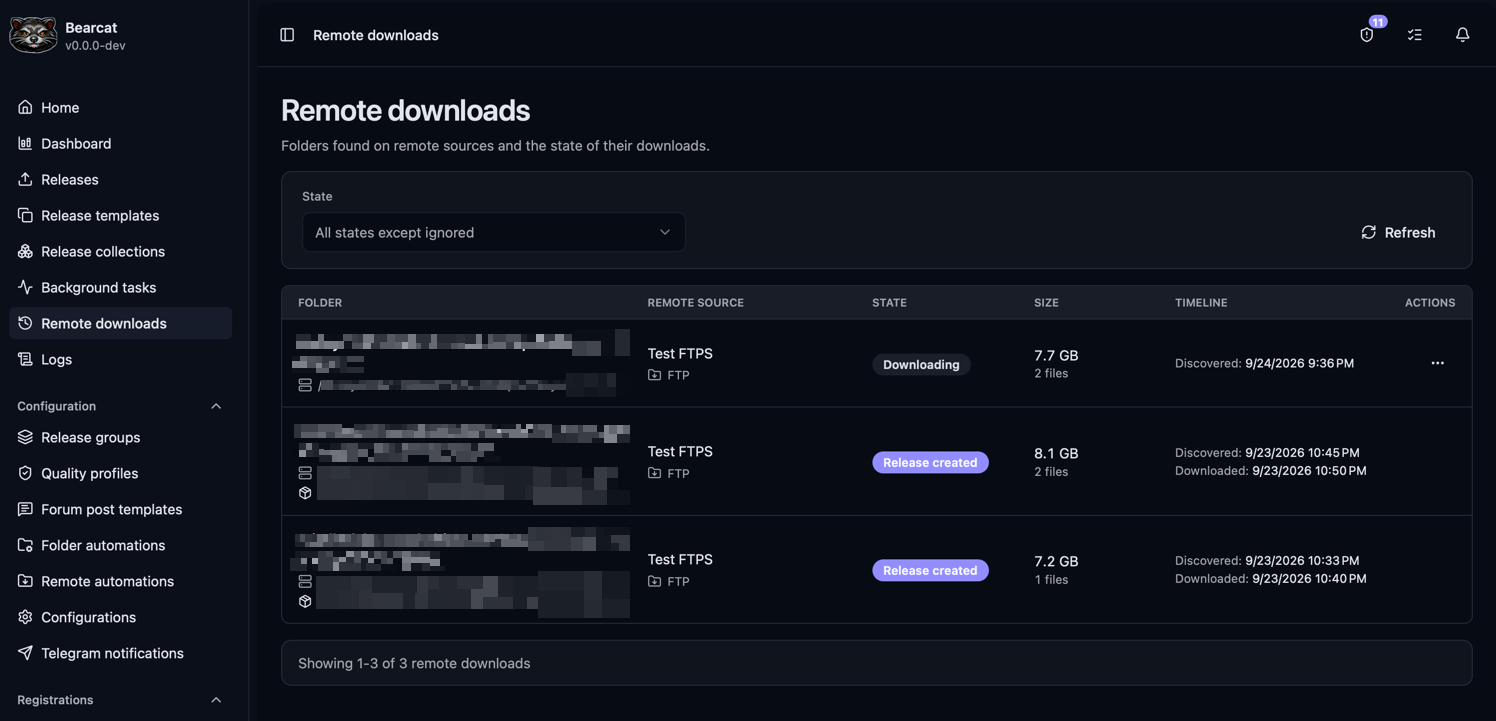 Bearcat
v0.0.0-dev
Home
Dashboard
Releases
Release templates
Release collections
Background tasks
Remote downloads
Logs
Configuration
Release groups
Quality profiles
Forum post templates
Folder automations
Remote automations
Configurations
Telegram notifications
Registrations
Remote downloads
11
Remote downloads
Folders found on remote sources and the state of their downloads.
State
All states except ignored
Refresh
FOLDER REMOTE SOURCE STATE SIZE TIMELINE ACTIONS
Test FTPS
FTP
Downloading
7.7 GB
2 files
Discovered: 9/24/2026 9:36 PM
Test FTPS
FTP
Release created
8.1 GB
2 files
Discovered: 9/23/2026 10:45 PM
Downloaded: 9/23/2026 10:50 PM
Test FTPS
FTP
Release created
7.2 GB
1 files
Discovered: 9/23/2026 10:33 PM
Downloaded: 9/23/2026 10:40 PM
Showing 1-3 of 3 remote downloads